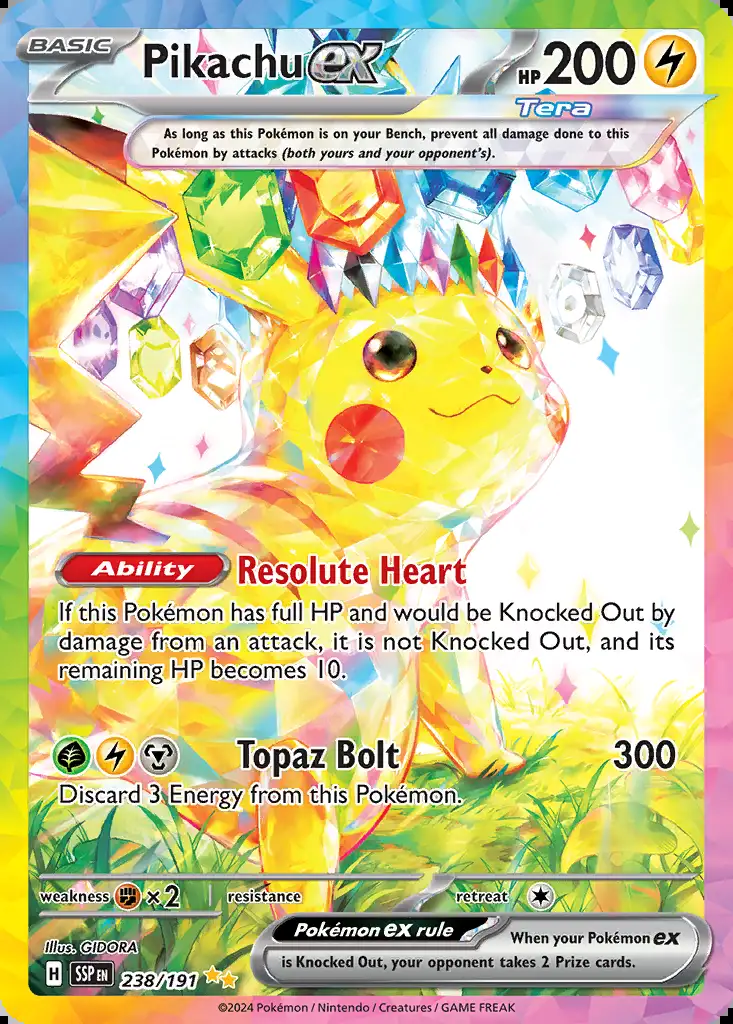 BASIC
Pikachu ex
HP 200
Tera
As long as this Pokémon is on your Bench, prevent all damage done to this
Pokémon by attacks (both yours and your opponent's).
Ability Resolute Heart
If this Pokémon has full HP and would be Knocked Out by
damage from an attack, it is not Knocked Out, and its
remaining HP becomes 10.
Topaz Bolt 300
Discard 3 Energy from this Pokémon.
weakness ×2 resistance retreat
Illus. GIDORA
Pokémon ex rule When your Pokémon ex
is Knocked Out, your opponent takes 2 Prize cards.
H SSP EN 238/191
©2024 Pokémon / Nintendo / Creatures / GAME FREAK